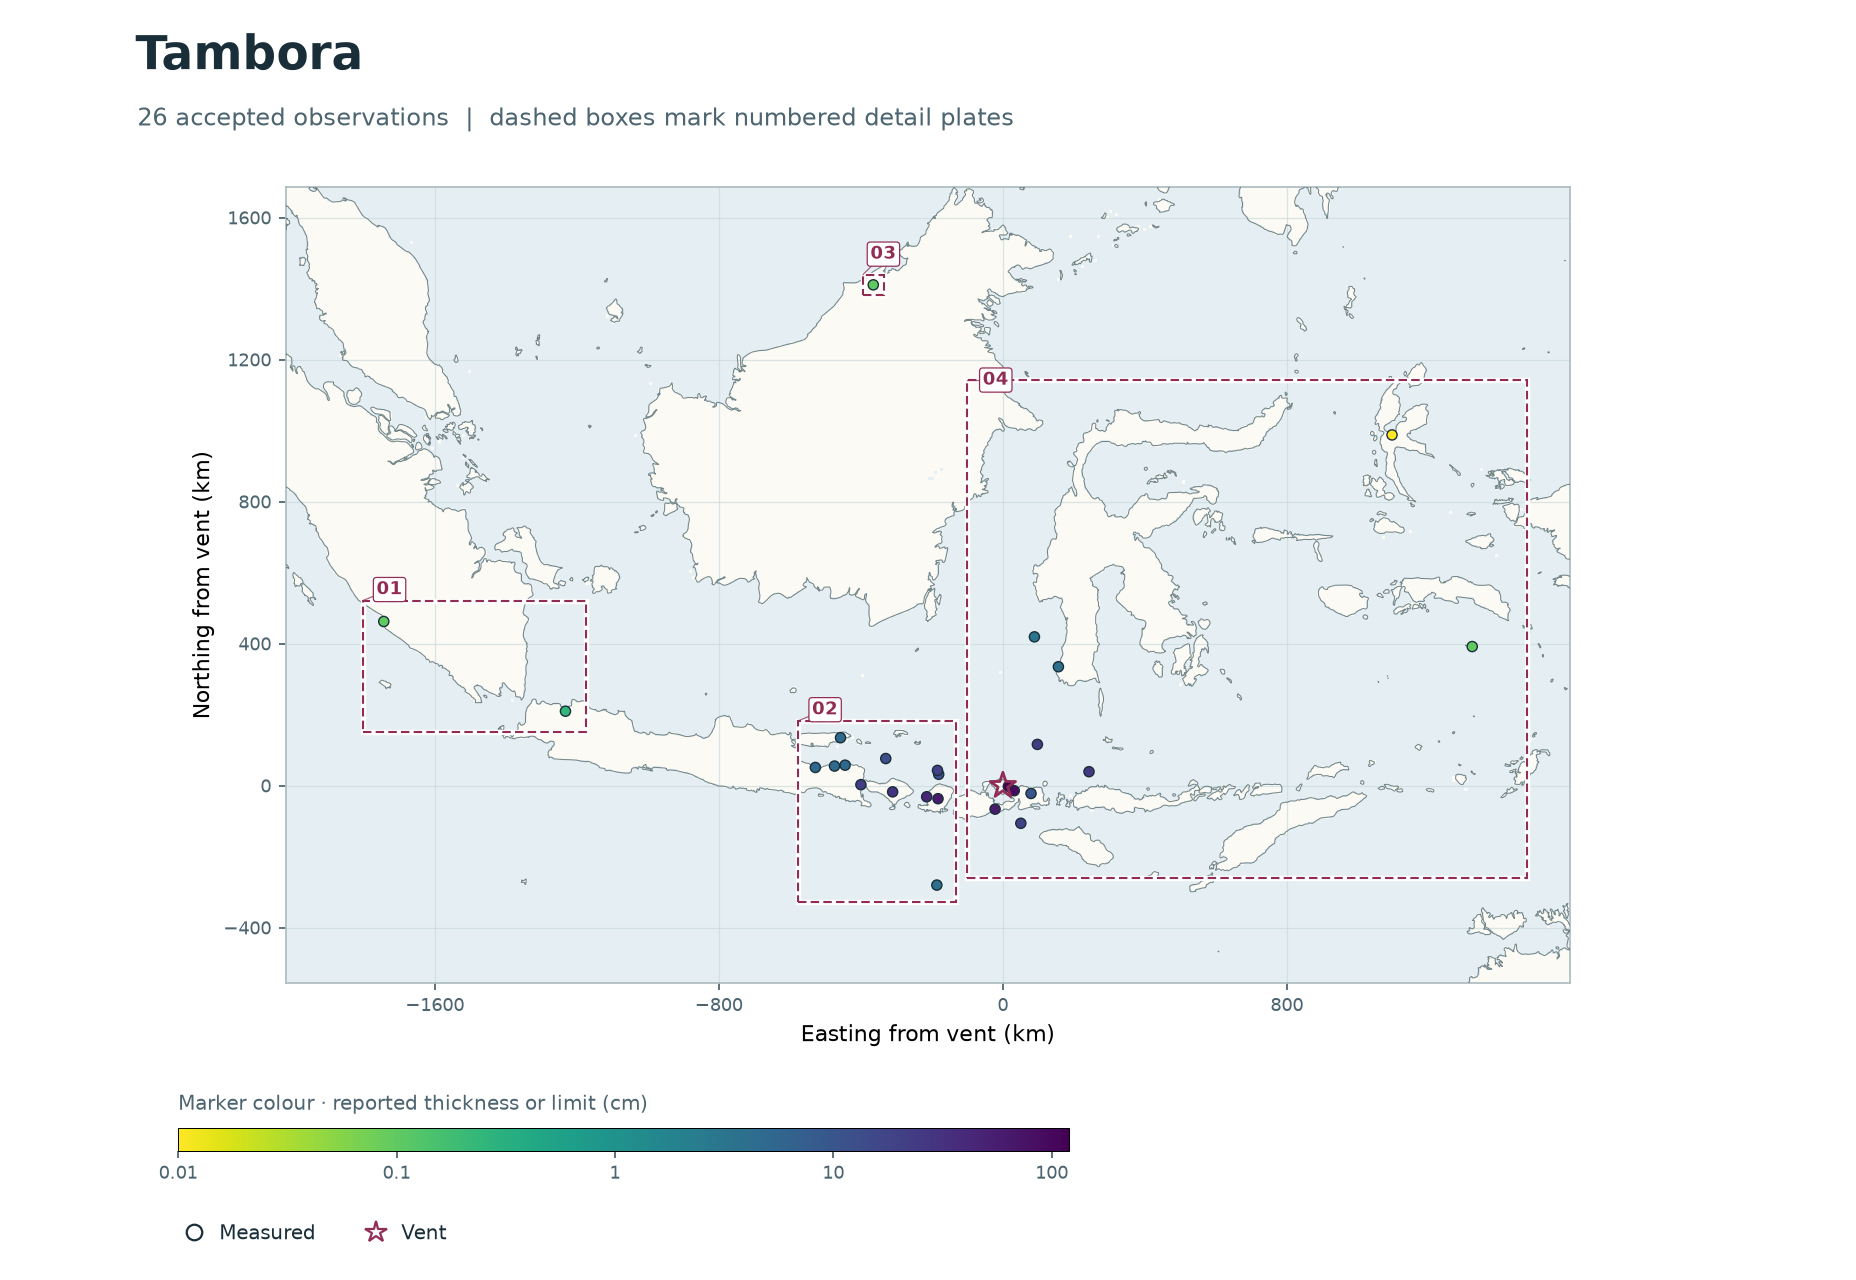 Tambora
26 accepted observations | dashed boxes mark numbered detail plates
1600
1200
800
400
0
−400
Northing from vent (km)
03
04
01
02
−1600
−800
0
800
Easting from vent (km)
Marker colour · reported thickness or limit (cm)
0.01
0.1
1
10
100
Measured
Vent